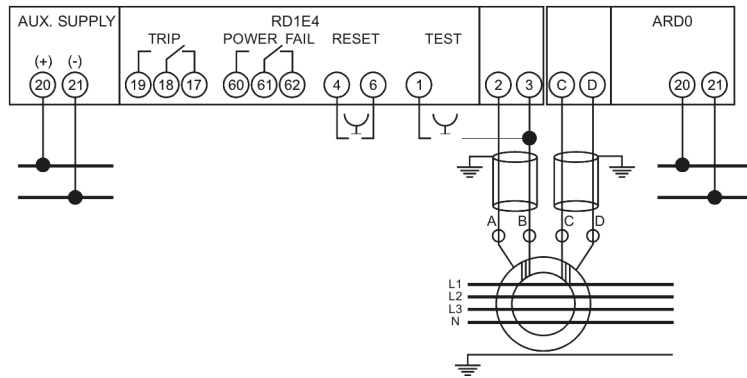 AUX. SUPPLY RD1E4 ARD0
TRIP POWER FAIL RESET TEST
(+) (-)
20 21 19 18 17 60 61 62 4 6 1 2 3 C D 20 21
A B C D
L1
L2
L3
N